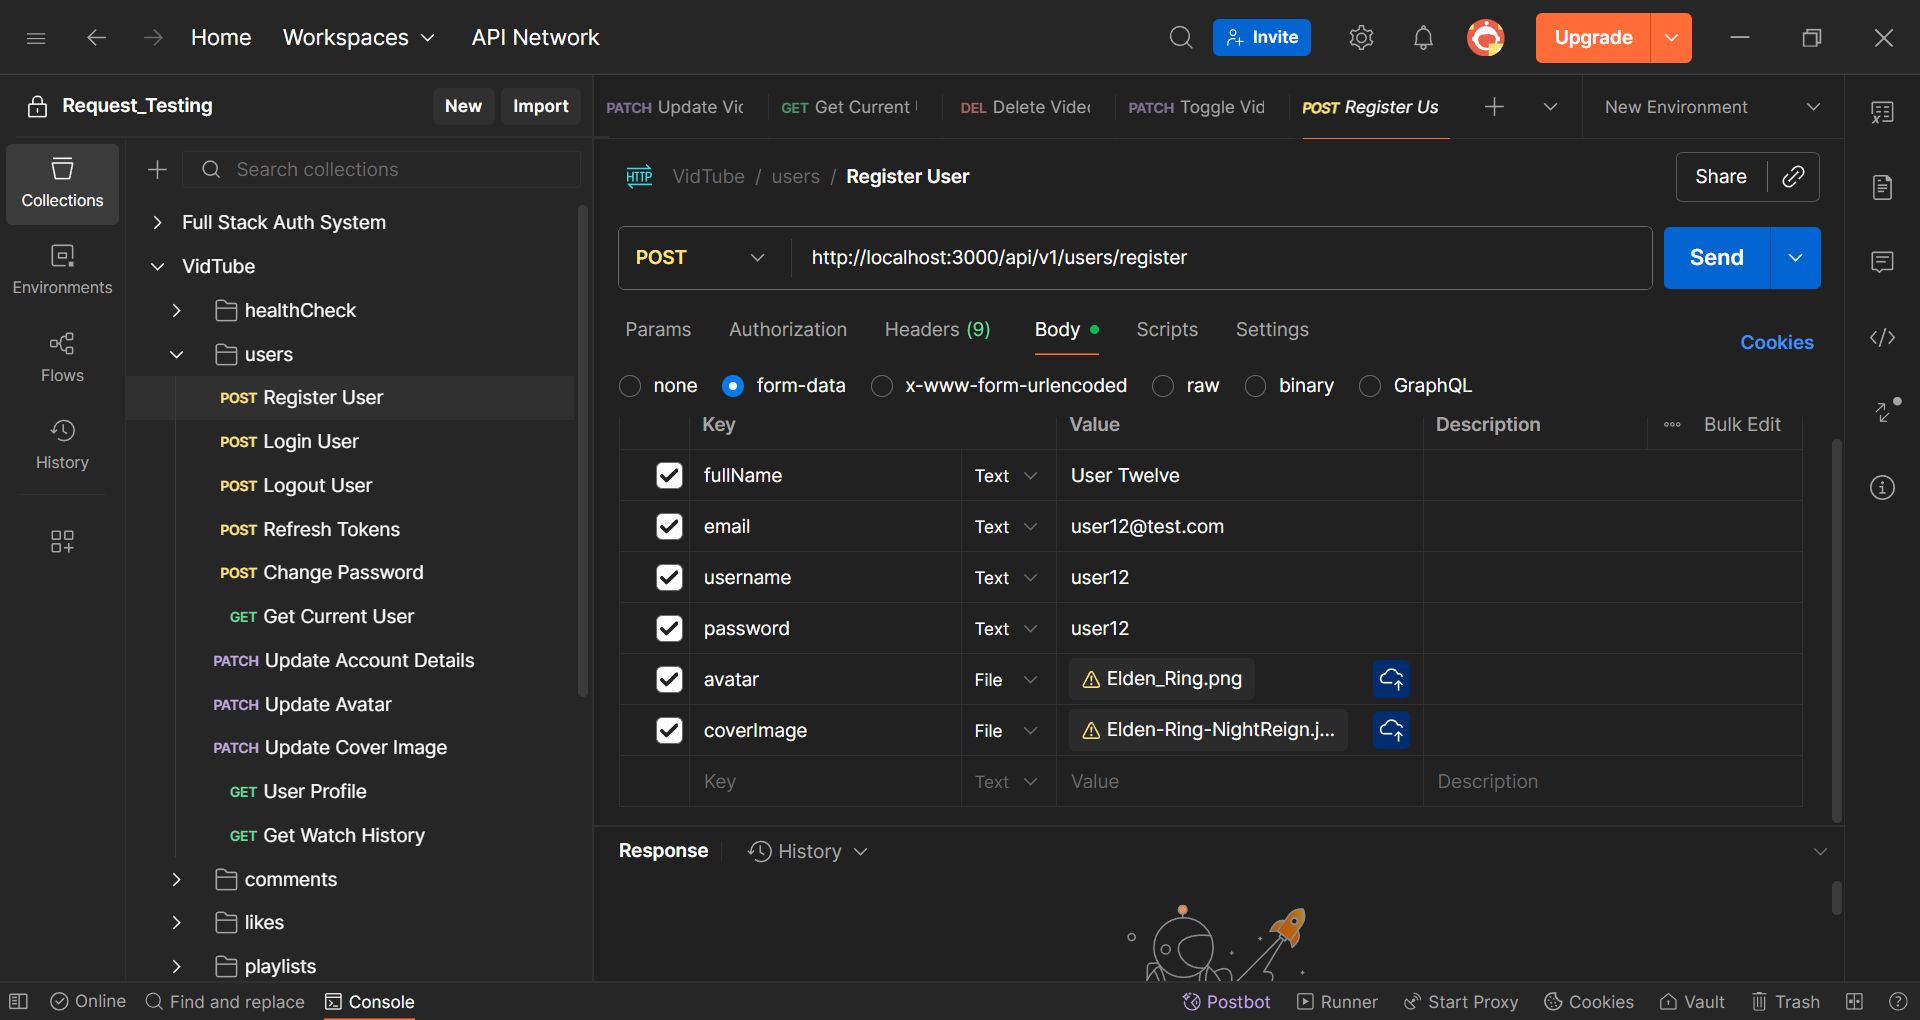 Home Workspaces API Network Invite Upgrade
Request_Testing New Import
PATCH Update Vic GET Get Current DEL Delete Videc PATCH Toggle Vid POST Register Us New Environment
Collections
Environments
Flows
History
Search collections
Full Stack Auth System
VidTube
healthCheck
users
POST Register User
POST Login User
POST Logout User
POST Refresh Tokens
POST Change Password
GET Get Current User
PATCH Update Account Details
PATCH Update Avatar
PATCH Update Cover Image
GET User Profile
GET Get Watch History
comments
likes
playlists
HTTP VidTube / users / Register User Share
POST http://localhost:3000/api/v1/users/register Send
Params Authorization Headers (9) Body Scripts Settings Cookies
none form-data x-www-form-urlencoded raw binary GraphQL
Key Value Description Bulk Edit
fullName Text User Twelve
email Text user12@test.com
username Text user12
password Text user12
avatar File Elden_Ring.png
coverImage File Elden-Ring-NightReign.j...
Key Text Value Description
Response History
Online Find and replace Console Postbot Runner Start Proxy Cookies Vault Trash